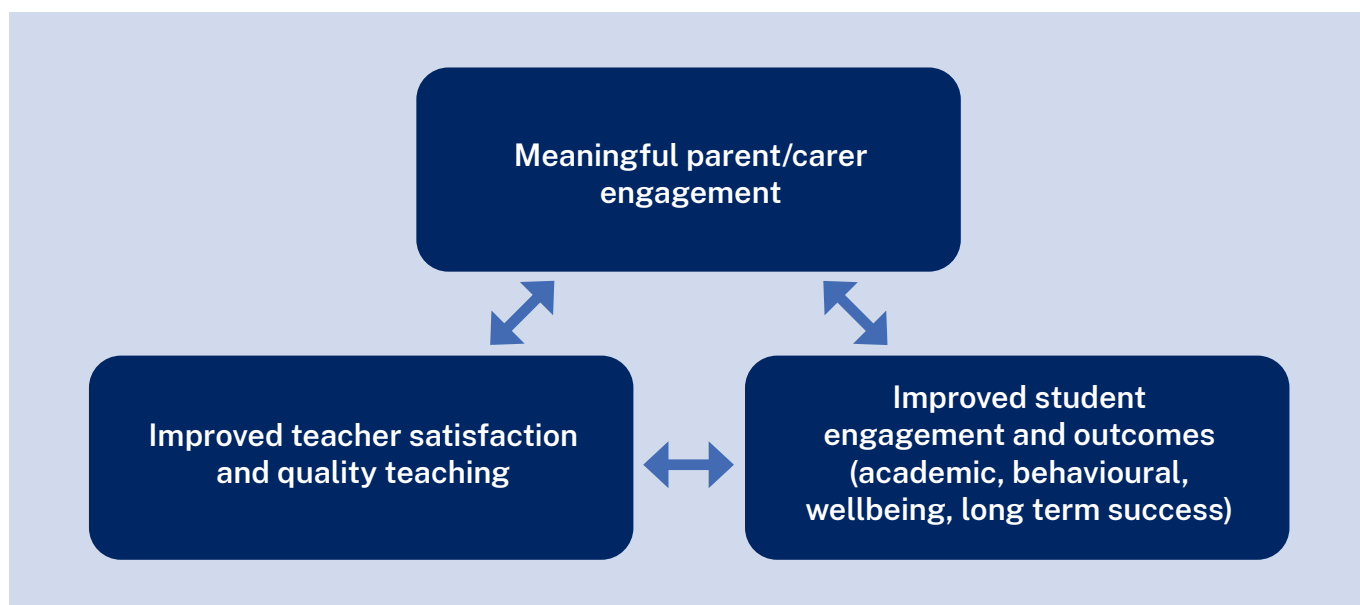 Meaningful parent/carer
engagement
Improved teacher satisfaction
and quality teaching
Improved student
engagement and outcomes
(academic, behavioural,
wellbeing, long term success)